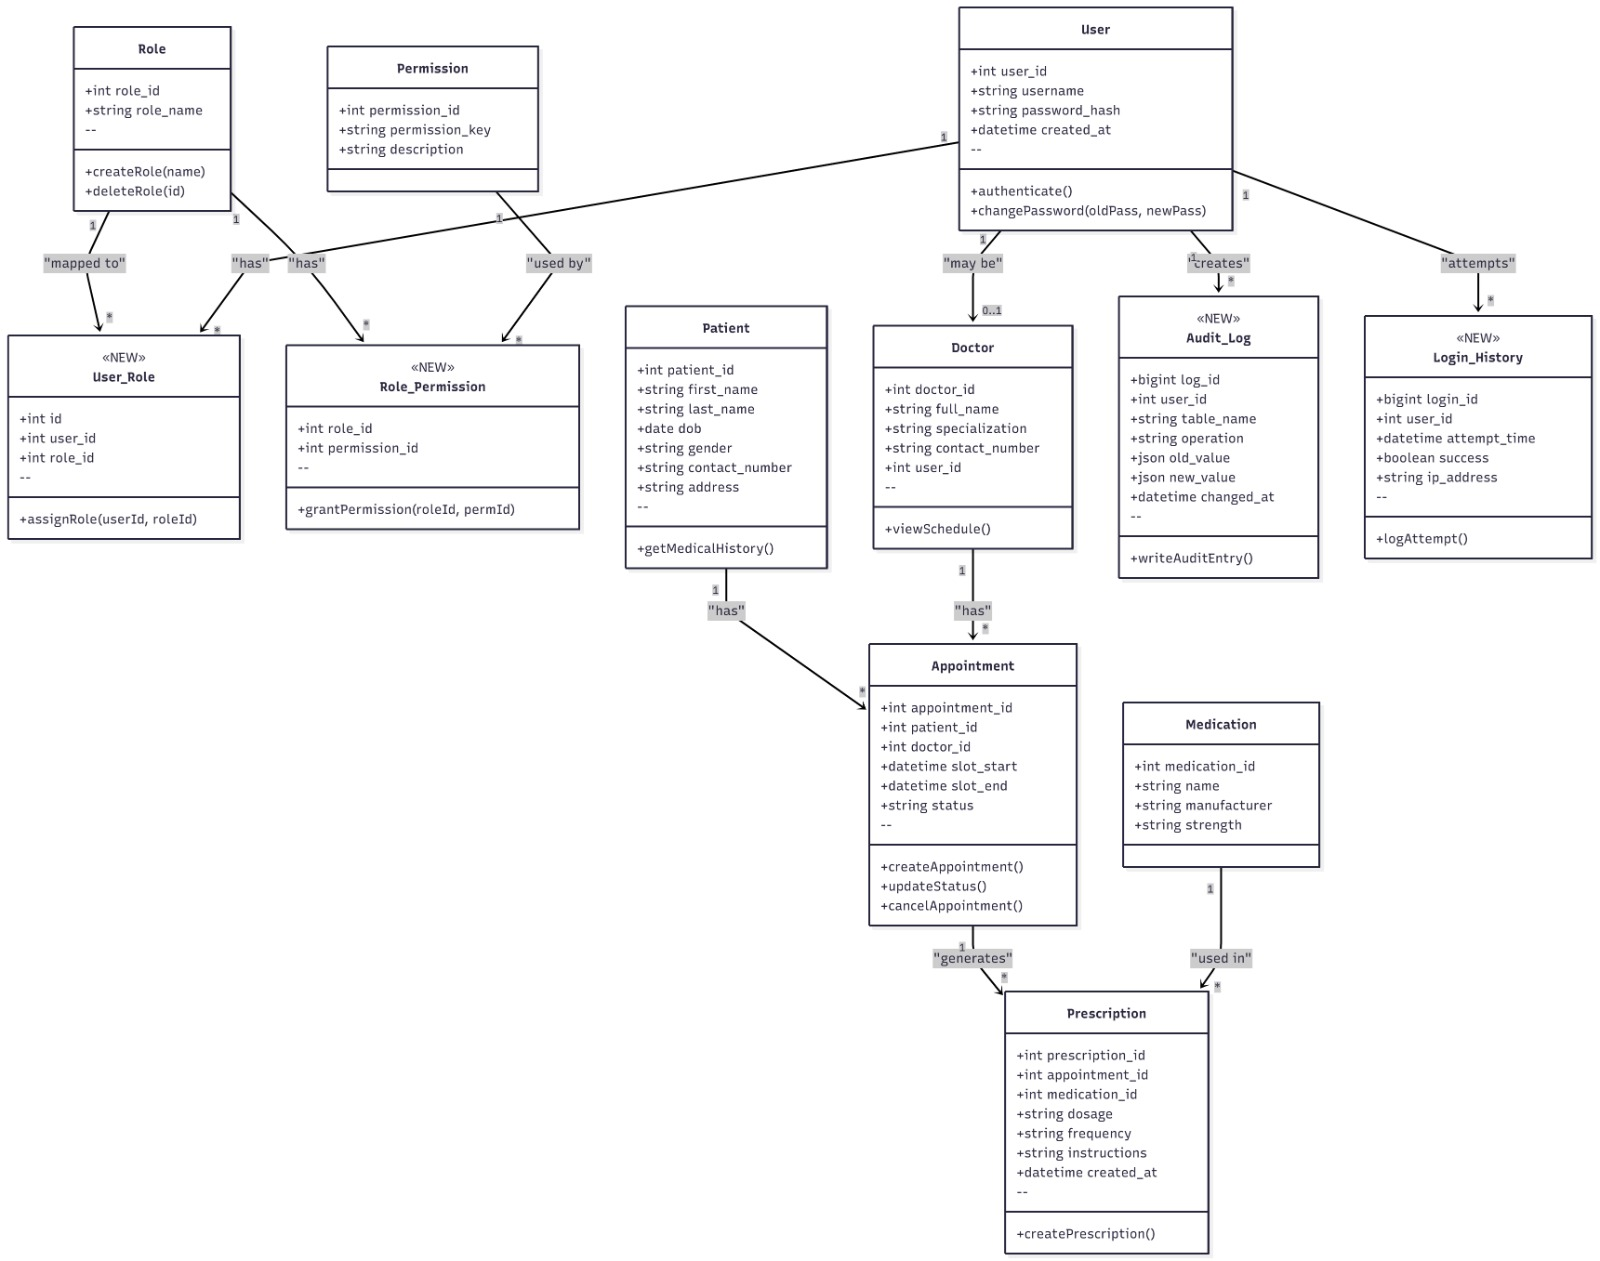 Role
+int role_id
+string role_name
--
+createRole(name)
+deleteRole(id)
Permission
+int permission_id
+string permission_key
+string description
User
+int user_id
+string username
+string password_hash
+datetime created_at
--
+authenticate()
+changePassword(oldPass, newPass)
1
1
1
1
1
1
1
"mapped to"
"has"
"has"
"used by"
"may be"
"creates"
"attempts"
*
*
*
*
0..1
*
*
«NEW»
User_Role
+int id
+int user_id
+int role_id
--
+assignRole(userId, roleId)
«NEW»
Role_Permission
+int role_id
+int permission_id
--
+grantPermission(roleId, permId)
Patient
+int patient_id
+string first_name
+string last_name
+date dob
+string gender
+string contact_number
+string address
--
+getMedicalHistory()
Doctor
+int doctor_id
+string full_name
+string specialization
+string contact_number
+int user_id
--
+viewSchedule()
«NEW»
Audit_Log
+bigint log_id
+int user_id
+string table_name
+string operation
+json old_value
+json new_value
+datetime changed_at
--
+writeAuditEntry()
«NEW»
Login_History
+bigint login_id
+int user_id
+datetime attempt_time
+boolean success
+string ip_address
--
+logAttempt()
1
"has"
*
1
"has"
*
Appointment
+int appointment_id
+int patient_id
+int doctor_id
+datetime slot_start
+datetime slot_end
+string status
--
+createAppointment()
+updateStatus()
+cancelAppointment()
Medication
+int medication_id
+string name
+string manufacturer
+string strength
1
"generates"
*
1
"used in"
*
Prescription
+int prescription_id
+int appointment_id
+int medication_id
+string dosage
+string frequency
+string instructions
+datetime created_at
--
+createPrescription()